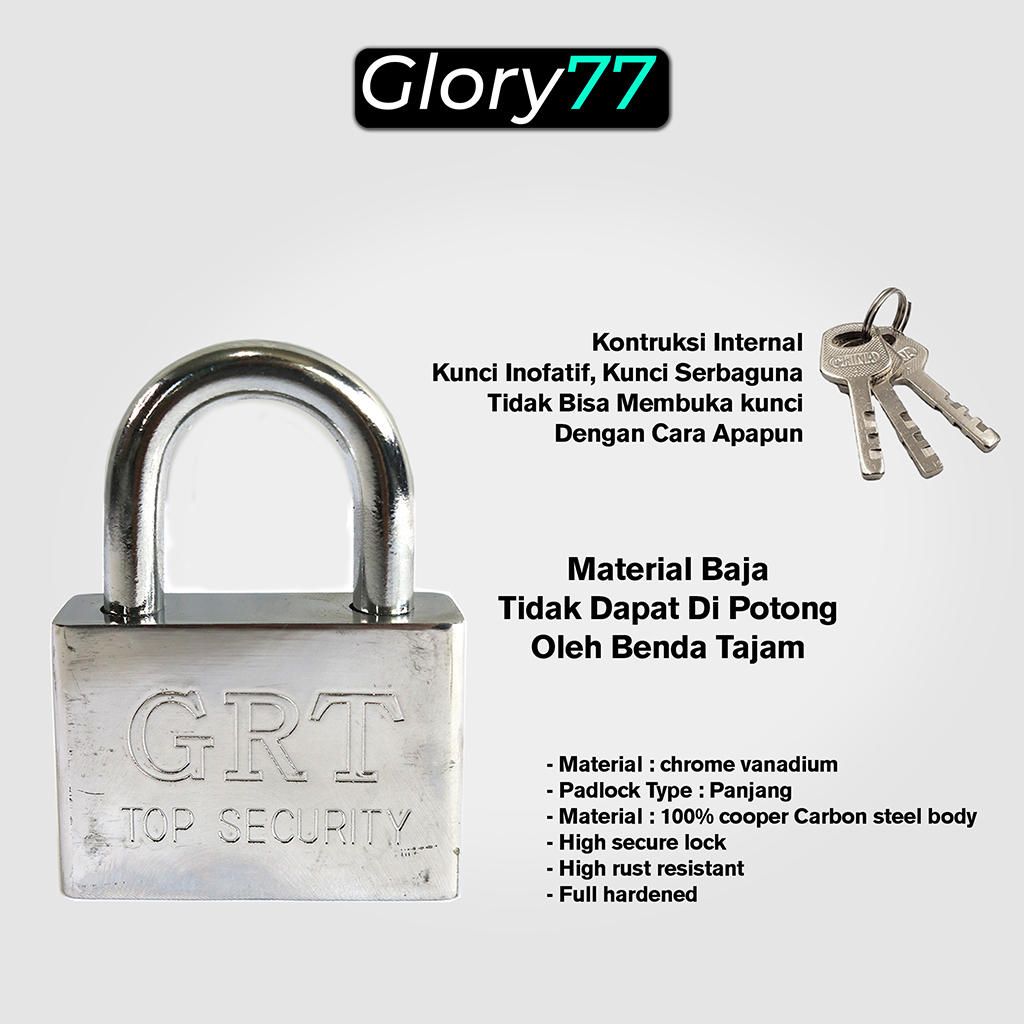 Glory77
Kontruksi Internal
Kunci Inofatif, Kunci Serbaguna
Tidak Bisa Membuka kunci
Dengan Cara Apapun
Material Baja
Tidak Dapat Di Potong
Oleh Benda Tajam
GRT
TOP SECURITY
- Material : chrome vanadium
- Padlock Type : Panjang
- Material : 100% cooper Carbon steel body
- High secure lock
- High rust resistant
- Full hardened